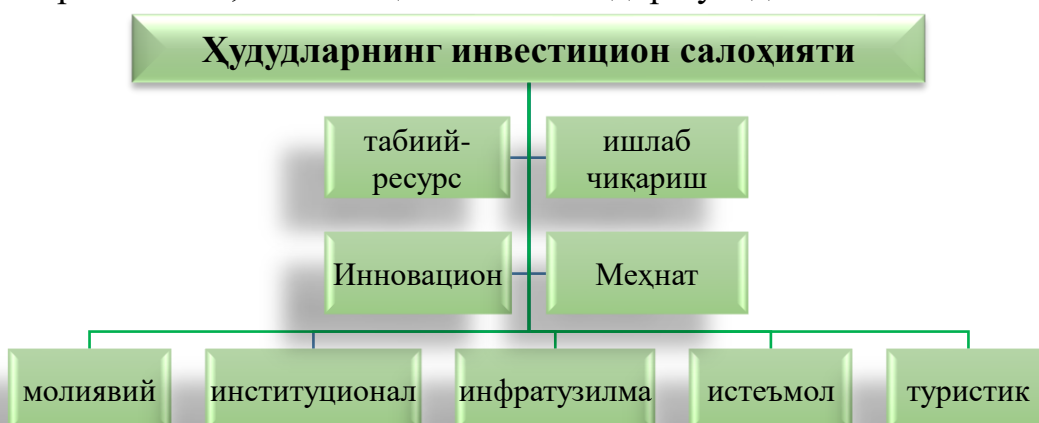 Ҳудудларнинг инвестицион салоҳияти
табиий-
ресурс
ишлаб
чиқариш
Инновацион
Меҳнат
молиявий
институционал
инфратузилма
истеъмол
туристик